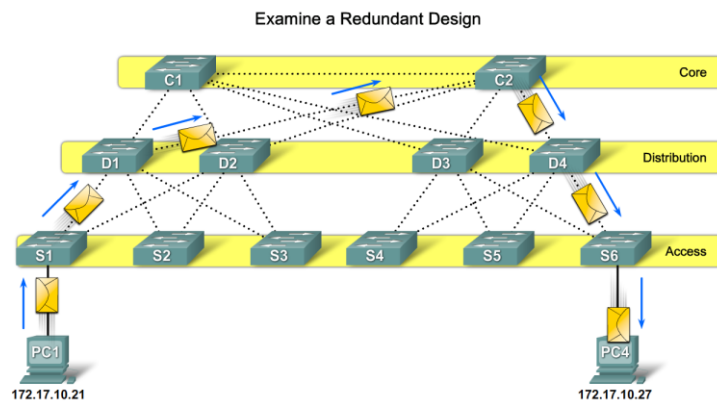 Examine a Redundant Design
C1
C2
Core
D1
D2
D3
D4
Distribution
S1
S2
S3
S4
S5
S6
Access
PC1
PC4
172.17.10.21
172.17.10.27